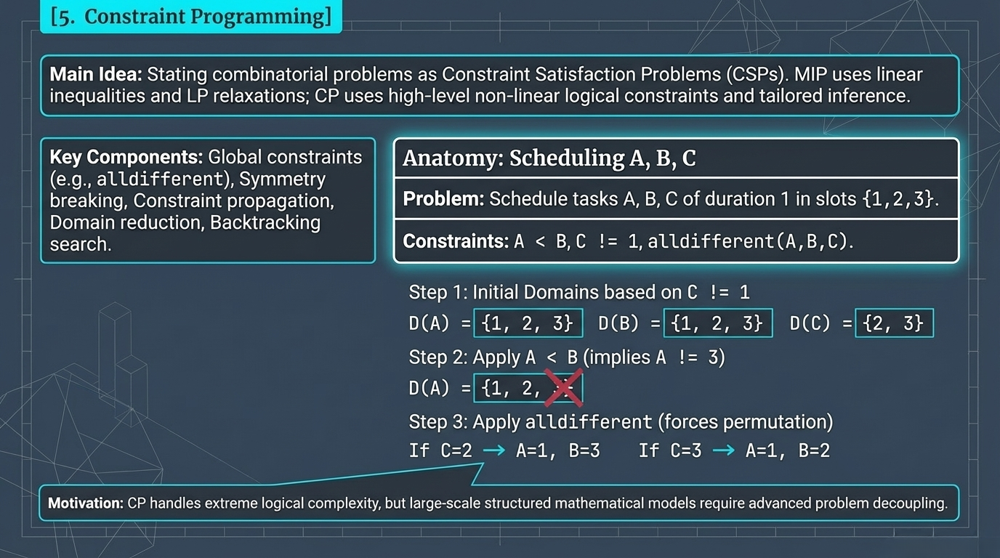 [5. Constraint Programming]
Main Idea: Stating combinatorial problems as Constraint Satisfaction Problems (CSPs). MIP uses linear
inequalities and LP relaxations; CP uses high-level non-linear logical constraints and tailored inference.
Key Components: Global constraints
(e.g., alldifferent), Symmetry
breaking, Constraint propagation,
Domain reduction, Backtracking
search.
Anatomy: Scheduling A, B, C
Problem: Schedule tasks A, B, C of duration 1 in slots {1,2,3}.
Constraints: A < B, C != 1, alldifferent(A,B,C).
Step 1: Initial Domains based on C != 1
D(A) = {1, 2, 3} D(B) = {1, 2, 3} D(C) = {2, 3}
Step 2: Apply A < B (implies A != 3)
D(A) = {1, 2, 3}
Step 3: Apply alldifferent (forces permutation)
If C=2 → A=1, B=3 If C=3 → A=1, B=2
Motivation: CP handles extreme logical complexity, but large-scale structured mathematical models require advanced problem decoupling.